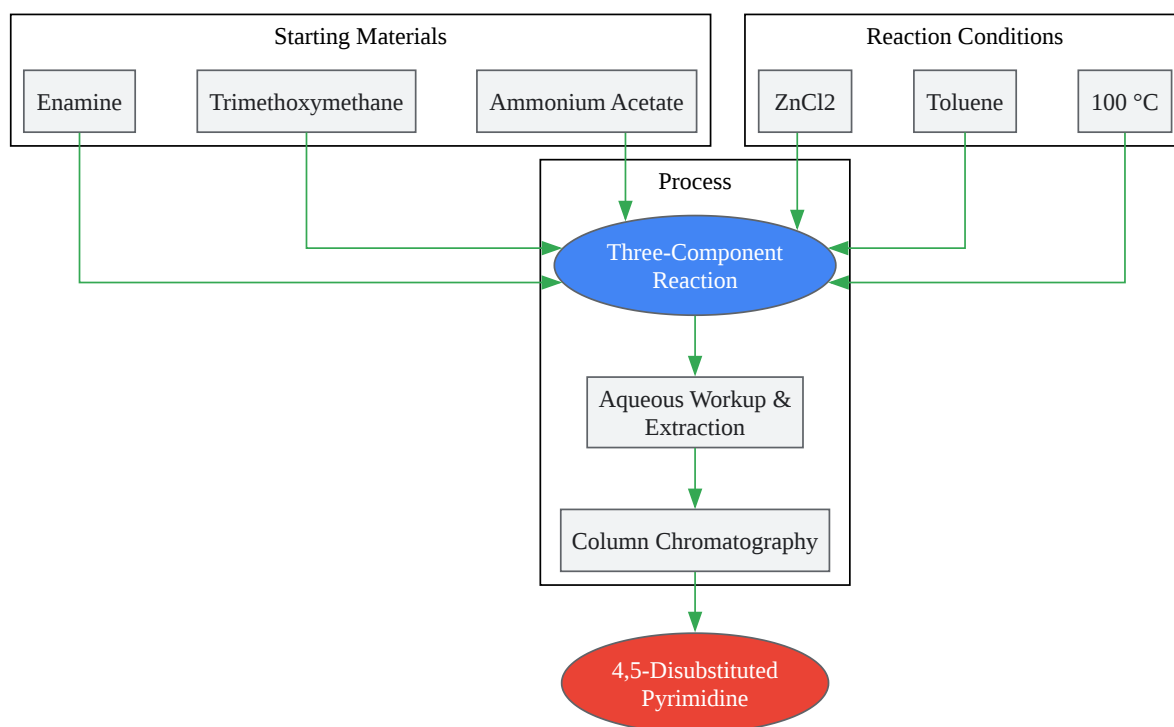 Starting Materials
Reaction Conditions
Enamine
Trimethoxymethane
Ammonium Acetate
ZnCl2
Toluene
100 °C
Process
Three-Component
Reaction
Aqueous Workup &
Extraction
Column Chromatography
4,5-Disubstituted
Pyrimidine